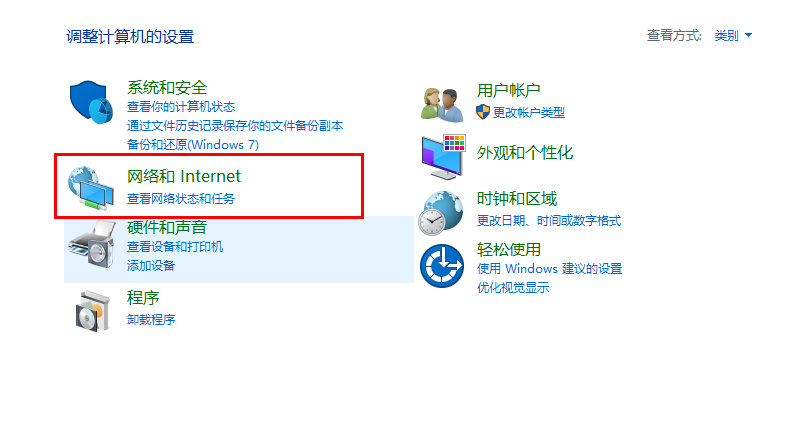 调整计算机的设置
查看方式: 类别
系统和安全
查看你的计算机状态
通过文件历史记录保存你的文件备份副本
备份和还原(Windows 7)
网络和 Internet
查看网络状态和任务
硬件和声音
查看设备和打印机
添加设备
程序
卸载程序
用户帐户
更改帐户类型
外观和个性化
时钟和区域
更改日期、时间或数字格式
轻松使用
使用 Windows 建议的设置
优化视觉显示